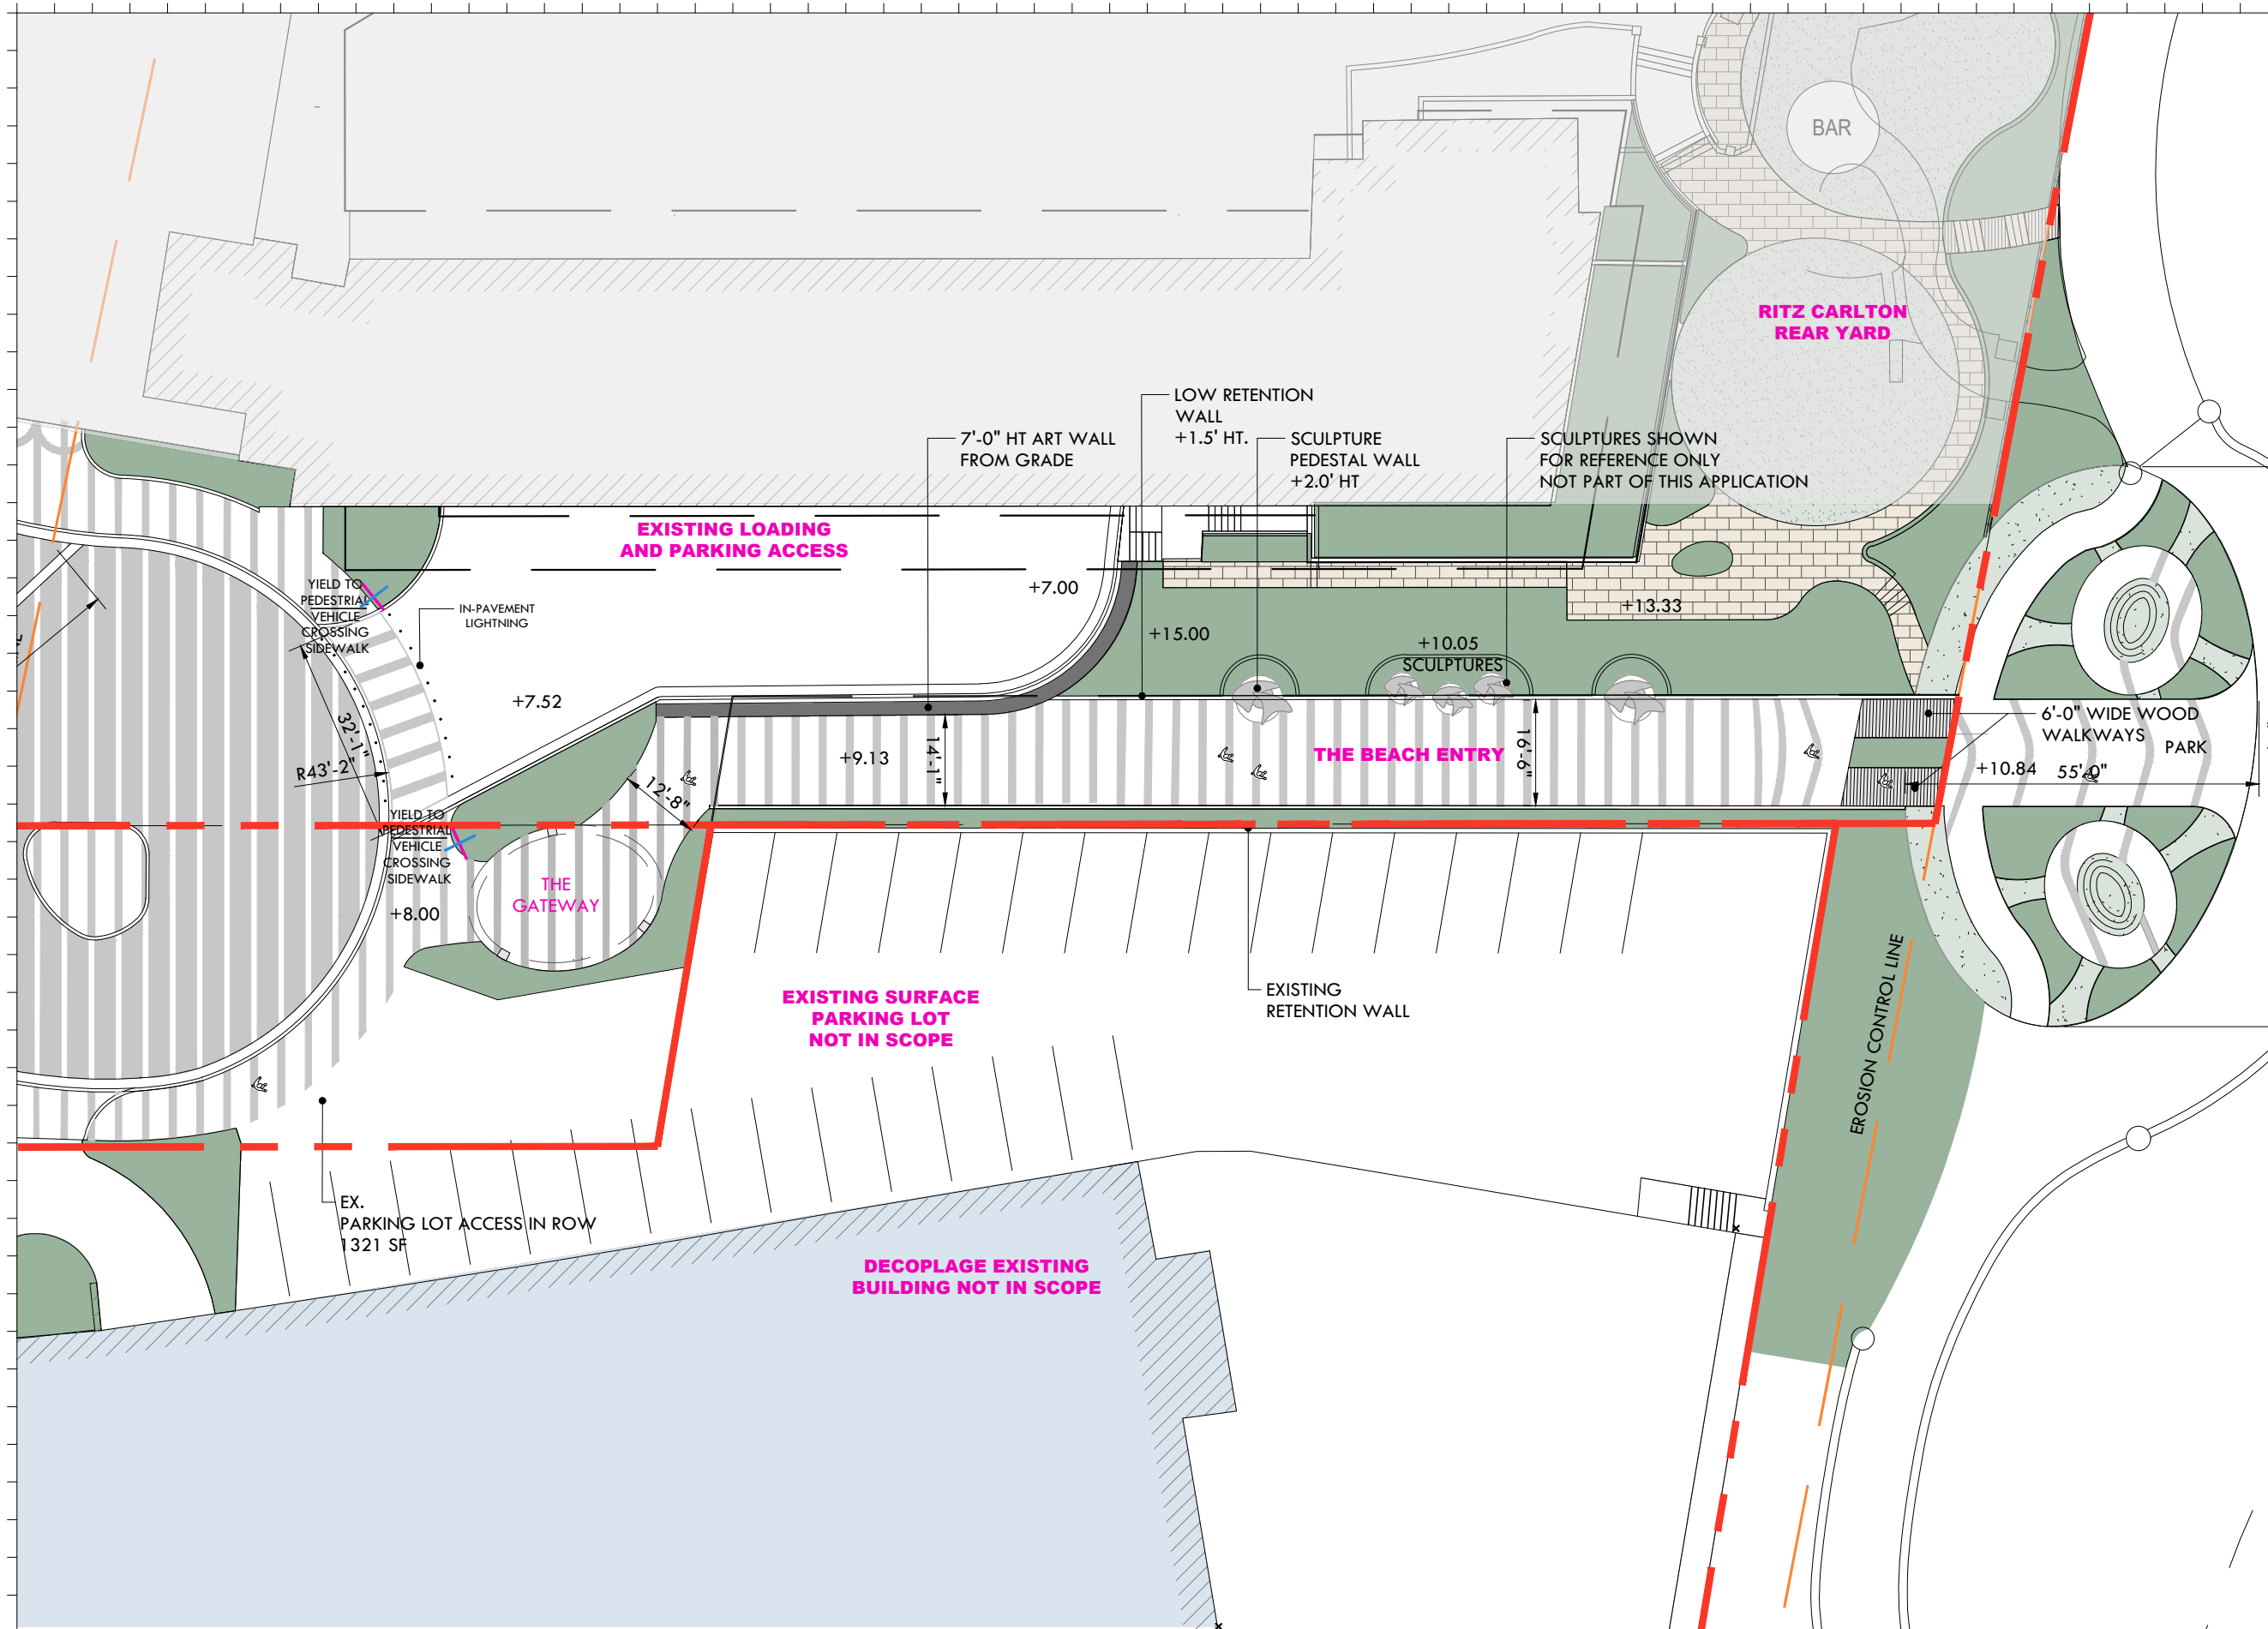 BAR
RITZ CARLTON
REAR YARD
LOW RETENTION
WALL
+1.5' HT.
7'-0" HT ART WALL
FROM GRADE
SCULPTURE
PEDESTAL WALL
+2.0' HT
SCULPTURES SHOWN
FOR REFERENCE ONLY
NOT PART OF THIS APPLICATION
EXISTING LOADING
AND PARKING ACCESS
YIELD TO
PEDESTRIAL
VEHICLE
CROSSING
SIDEWALK
IN-PAVEMENT
LIGHTNING
+7.00
+13.33
+15.00
+10.05
SCULPTURES
+7.52
32'-1"
R43'-2"
+9.13
14'-1"
12'-8"
THE BEACH ENTRY
16'-6"
6'-0" WIDE WOOD
WALKWAYS
PARK
+10.84
55'-0"
YIELD TO
PEDESTRIAL
VEHICLE
CROSSING
SIDEWALK
+8.00
THE
GATEWAY
EXISTING SURFACE
PARKING LOT
NOT IN SCOPE
EXISTING
RETENTION WALL
EROSION CONTROL LINE
EX.
PARKING LOT ACCESS IN ROW
1321 SF
DECOPLAGE EXISTING
BUILDING NOT IN SCOPE